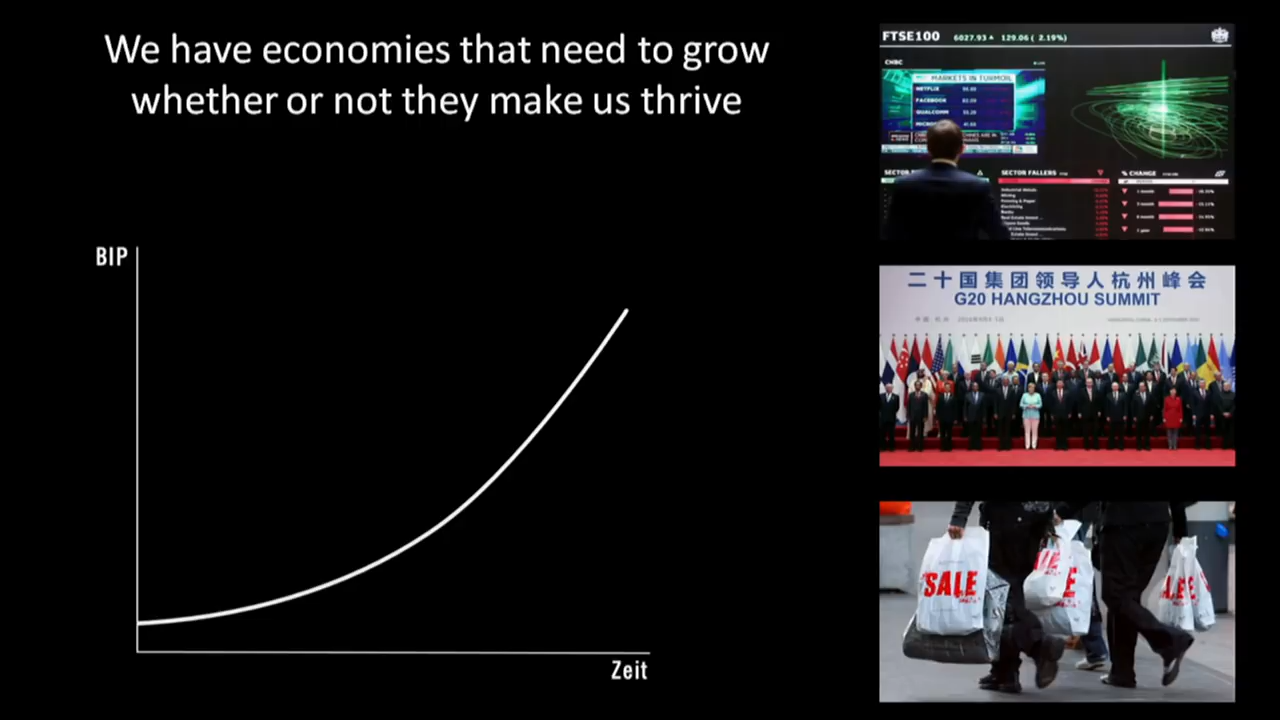 We have economies that need to grow
whether or not they make us thrive
BIP
Zeit
FTSE100 6027.93 129.06 ( 2.19%)
CNBC
MARKETS IN TURMOIL
NETFLIX
FACEBOOK
QUALCOMM
SECTOR FALLERS
% CHANGE
二十国集团领导人杭州峰会
G20 HANGZHOU SUMMIT
SALE